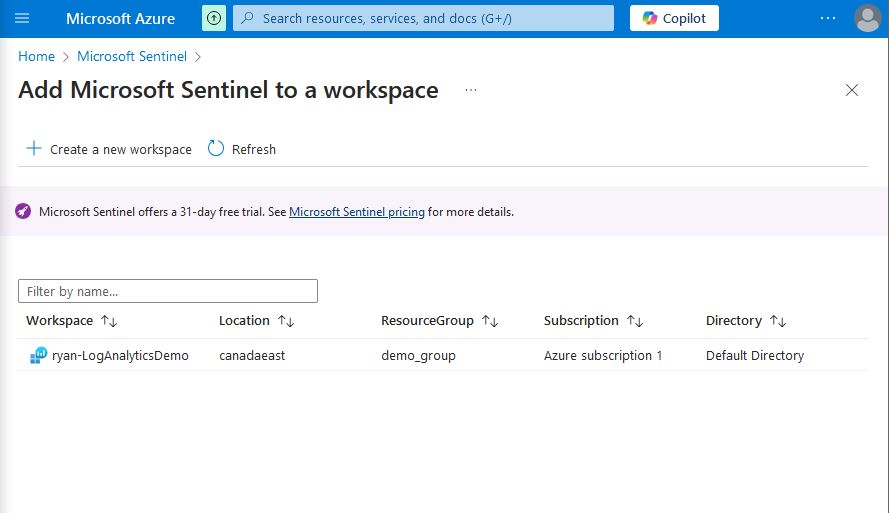 Microsoft Azure
Search resources, services, and docs (G+/)
Copilot
Home > Microsoft Sentinel >
Add Microsoft Sentinel to a workspace ...
Create a new workspace Refresh
Microsoft Sentinel offers a 31-day free trial. See Microsoft Sentinel pricing for more details.
Filter by name...
Workspace Location ResourceGroup Subscription Directory
ryan-LogAnalyticsDemo canadaeast demo_group Azure subscription 1 Default Directory